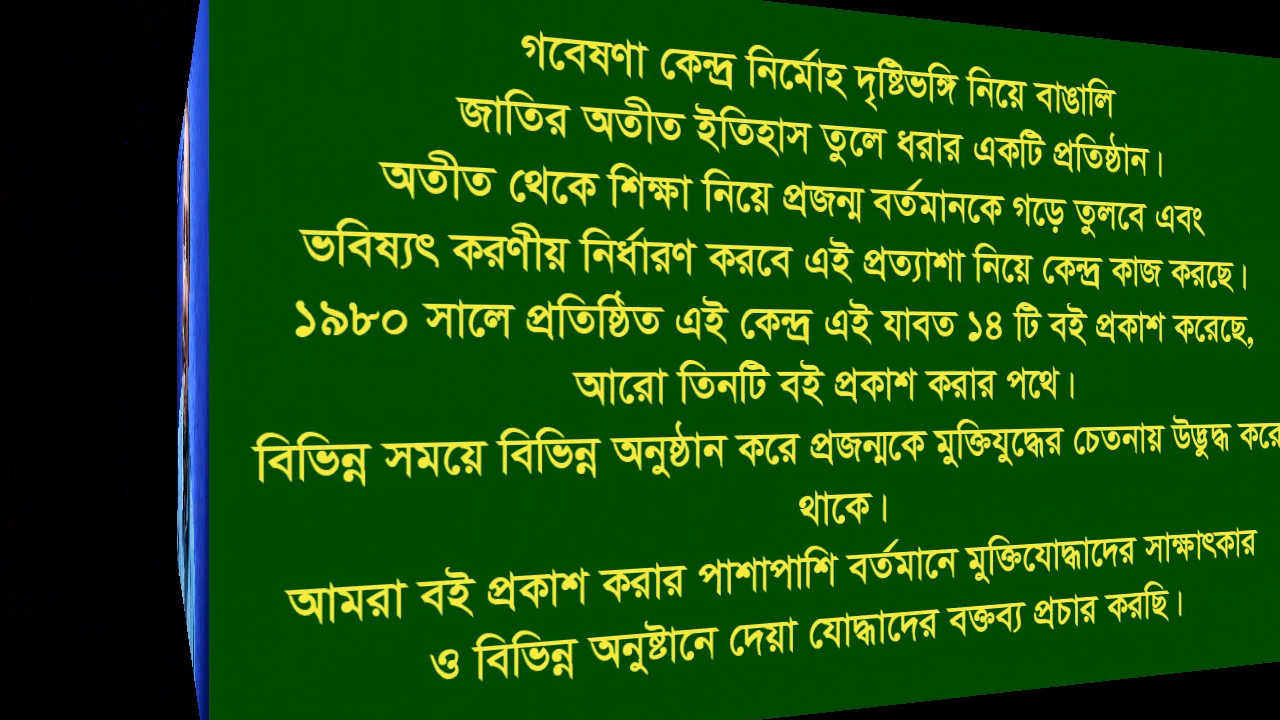 গবেষণা কেন্দ্র নির্মোহ দৃষ্টিভঙ্গি নিয়ে বাঙালি
জাতির অতীত ইতিহাস তুলে ধরার একটি প্রতিষ্ঠান।
অতীত থেকে শিক্ষা নিয়ে প্রজন্ম বর্তমানকে গড়ে তুলবে এবং
ভবিষ্যৎ করণীয় নির্ধারণ করবে এই প্রত্যাশা নিয়ে কেন্দ্র কাজ করছে।
১৯৮০ সালে প্রতিষ্ঠিত এই কেন্দ্র এই যাবত ১৪ টি বই প্রকাশ করেছে,
আরো তিনটি বই প্রকাশ করার পথে।
বিভিন্ন সময়ে বিভিন্ন অনুষ্ঠান করে প্রজন্মকে মুক্তিযুদ্ধের চেতনায় উদ্বুদ্ধ করে
থাকে।
আমরা বই প্রকাশ করার পাশাপাশি বর্তমানে মুক্তিযোদ্ধাদের সাক্ষাৎকার
ও বিভিন্ন অনুষ্টানে দেয়া যোদ্ধাদের বক্তব্য প্রচার করছি।